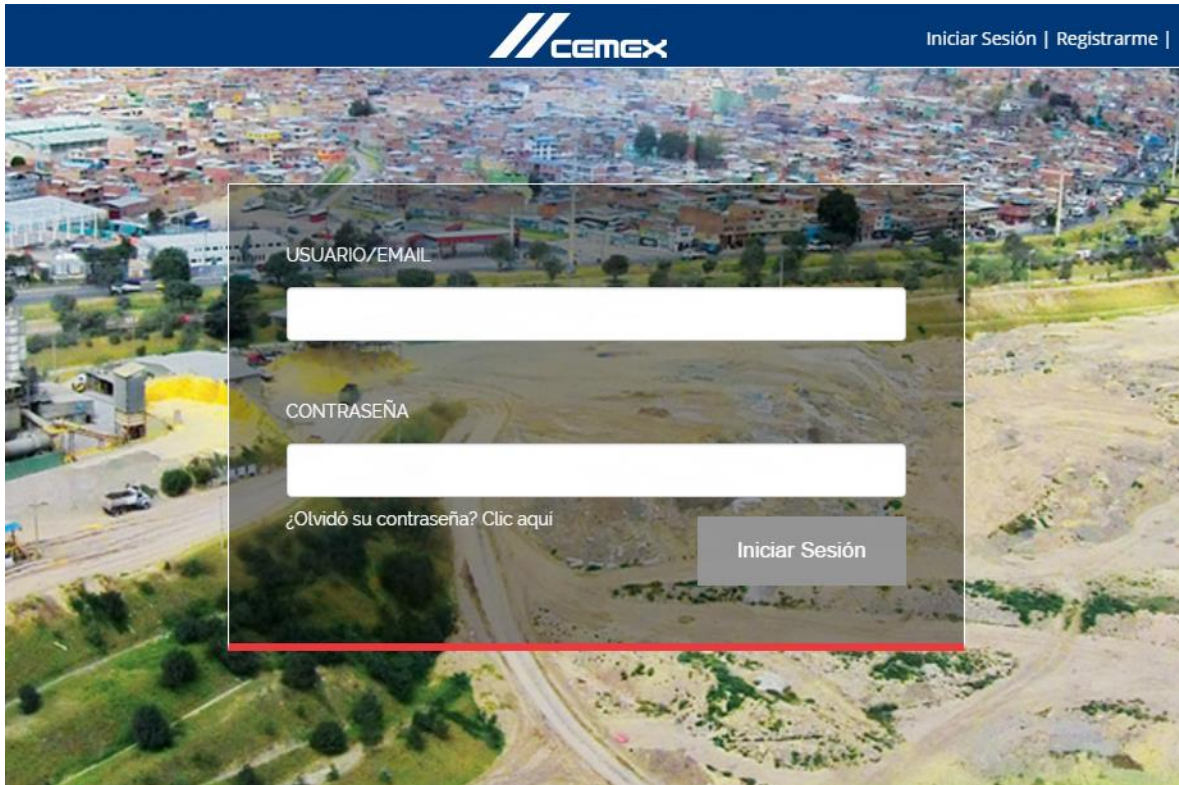 CEMEX
Iniciar Sesión | Registrarme |
USUARIO/EMAIL
CONTRASEÑA
¿Olvidó su contraseña? Clic aquí
Iniciar Sesión